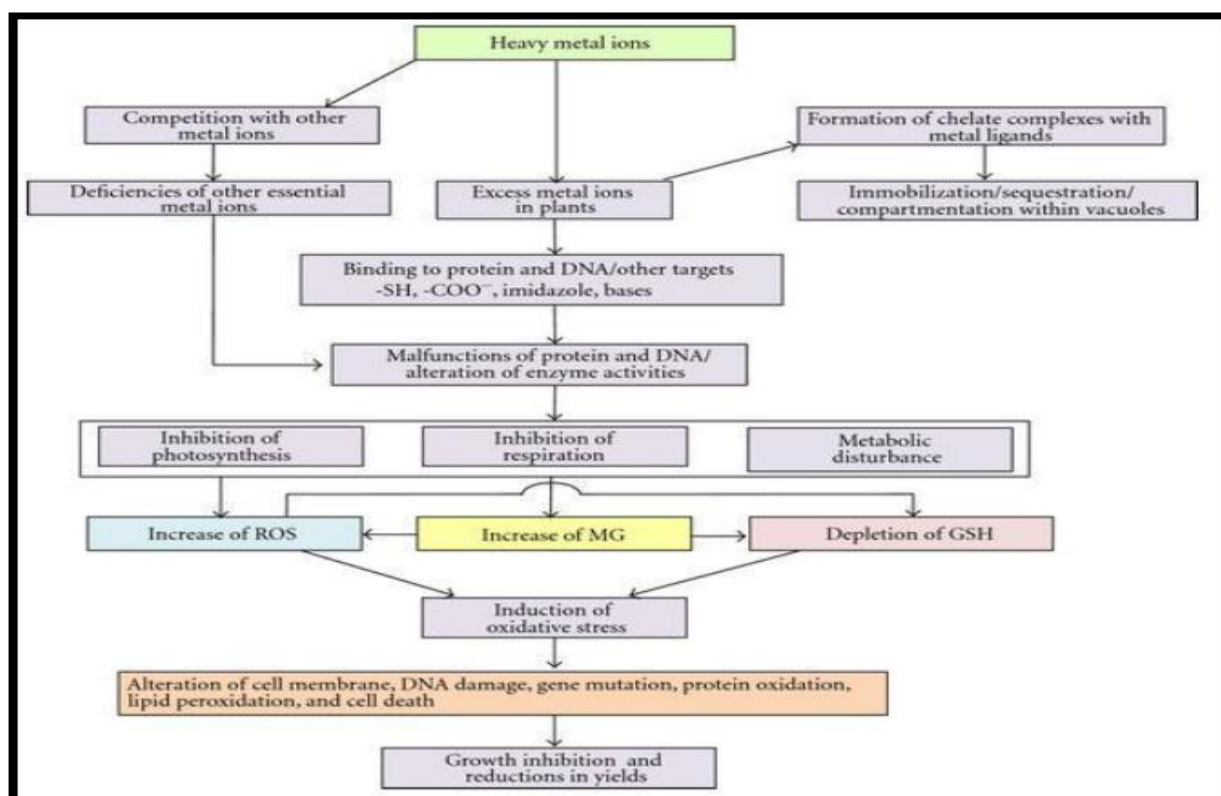 Heavy metal ions
Competition with other
metal ions
Formation of chelate complexes with
metal ligands
Deficiencies of other essential
metal ions
Excess metal ions
in plants
Immobilization/sequestration/
compartmentation within vacuoles
Binding to protein and DNA/other targets
-SH, -COO⁻, imidazole, bases
Malfunctions of protein and DNA/
alteration of enzyme activities
Inhibition of
photosynthesis
Inhibition of
respiration
Metabolic
disturbance
Increase of ROS
Increase of MG
Depletion of GSH
Induction of
oxidative stress
Alteration of cell membrane, DNA damage, gene mutation, protein oxidation,
lipid peroxidation, and cell death
Growth inhibition and
reductions in yields